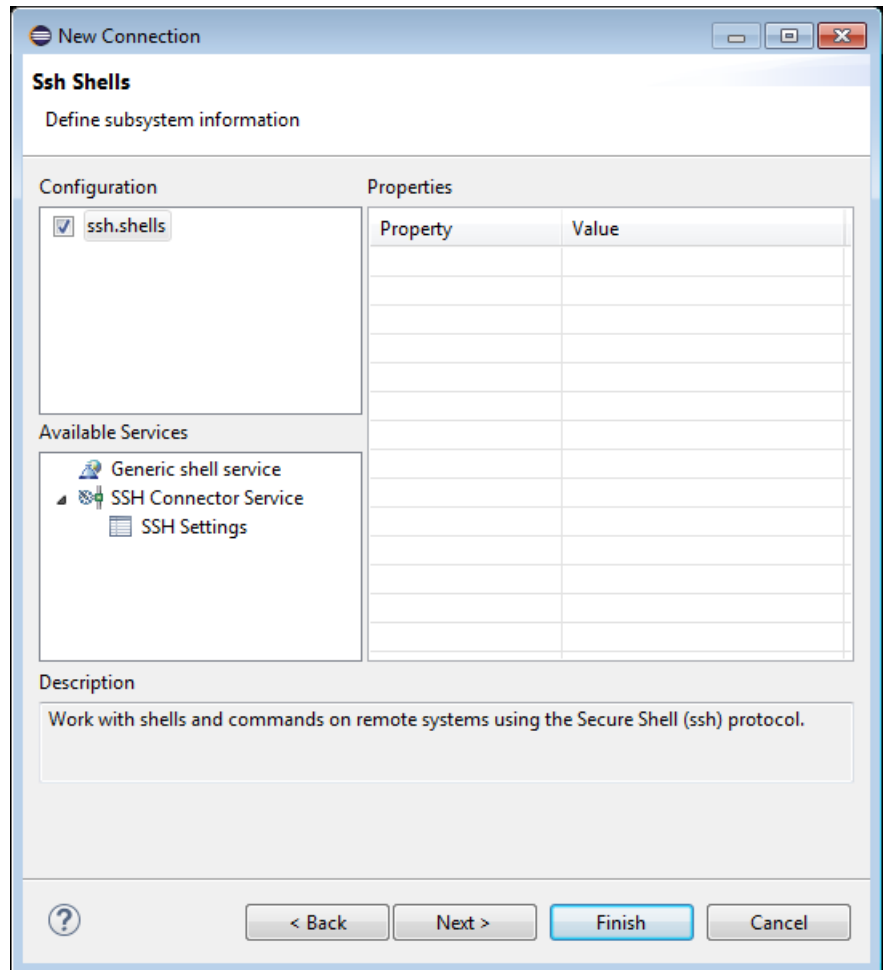 New Connection
Ssh Shells
Define subsystem information
Configuration
Properties
ssh.shells
Property Value
Available Services
Generic shell service
SSH Connector Service
SSH Settings
Description
Work with shells and commands on remote systems using the Secure Shell (ssh) protocol.
? < Back Next > Finish Cancel